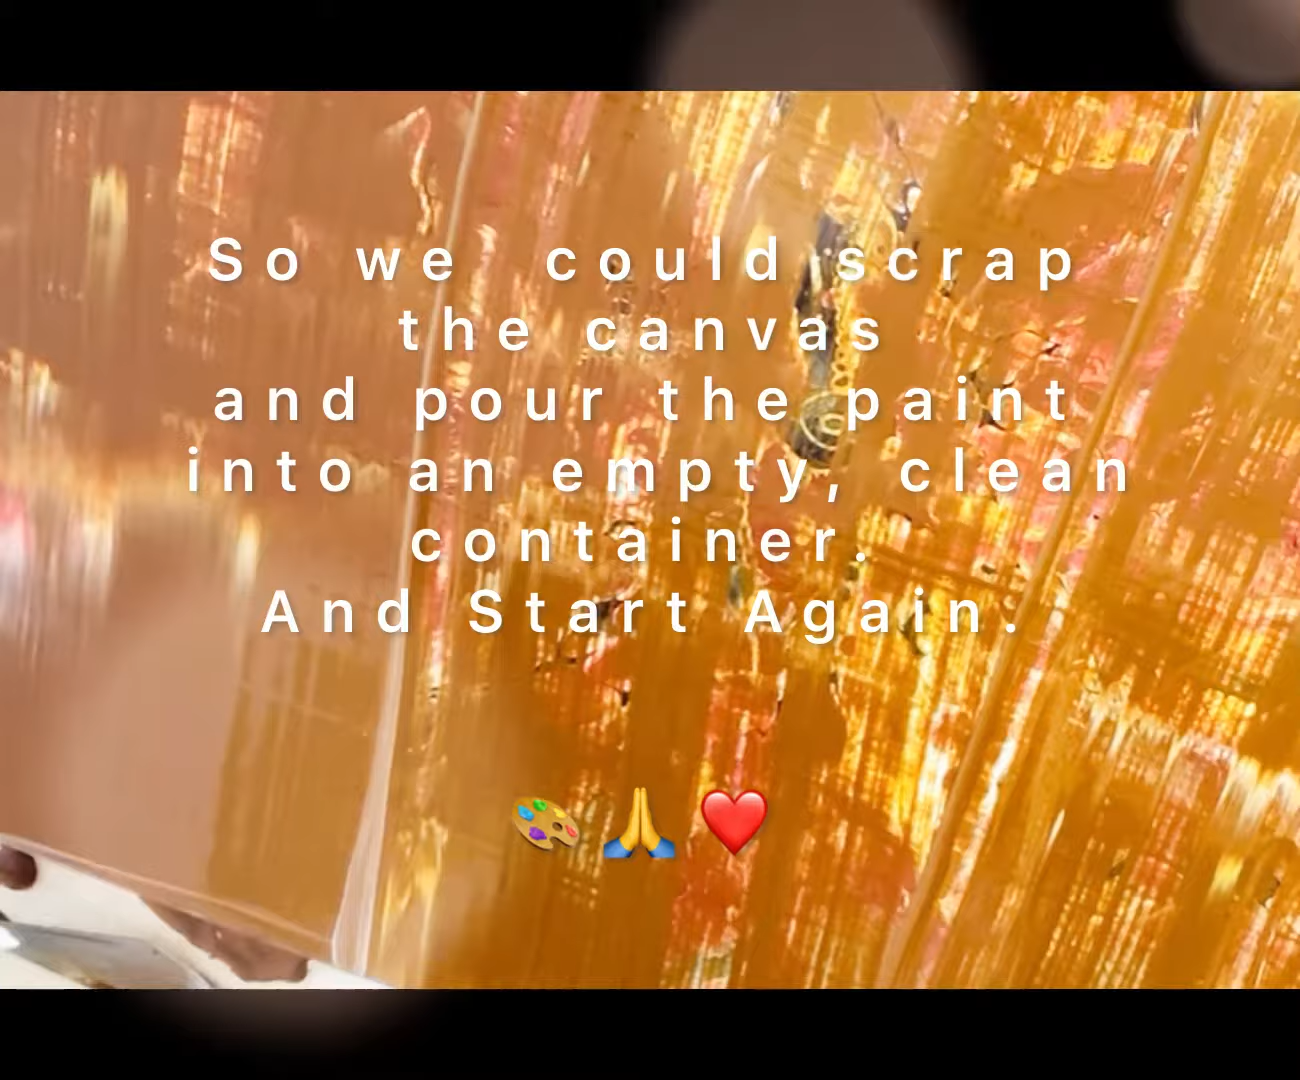 So we could scrap
the canvas
and pour the paint
into an empty, clean
container.
And Start Again.
🎨🙏❤️